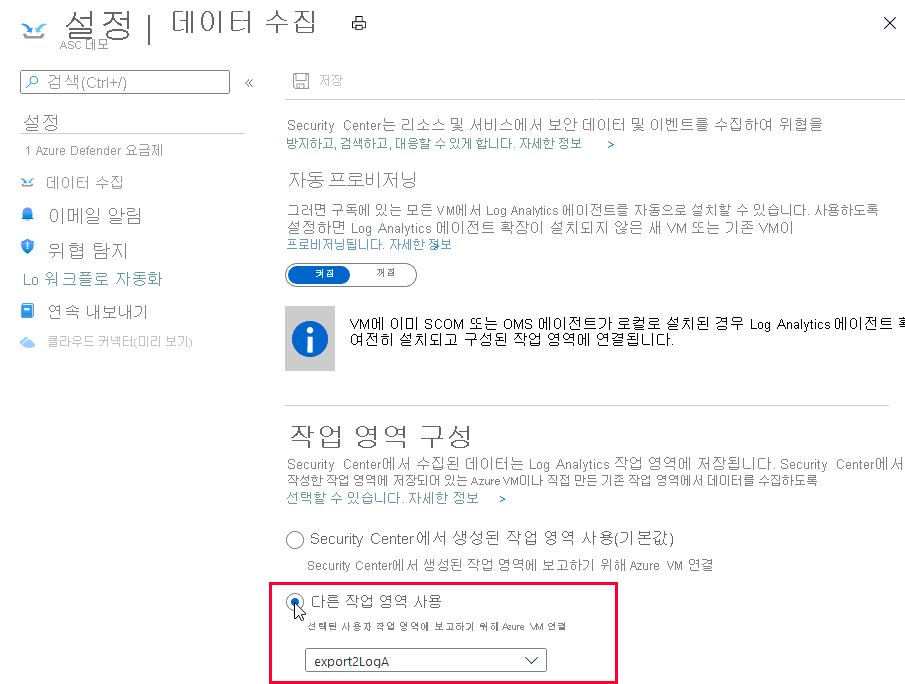 설정 | 데이터 수집
ASC 데모
검색(Ctrl+/)
«
저장
설정
1 Azure Defender 요금제
데이터 수집
이메일 알림
위협 탐지
Lo 워크플로 자동화
연속 내보내기
클라우드 커넥터(미리 보기)
Security Center는 리소스 및 서비스에서 보안 데이터 및 이벤트를 수집하여 위협을
방지하고, 검색하고, 대응할 수 있게 합니다. 자세한 정보 >
자동 프로비저닝
그러면 구독에 있는 모든 VM에서 Log Analytics 에이전트를 자동으로 설치할 수 있습니다. 사용하도록
설정하면 Log Analytics 에이전트 확장이 설치되지 않은 새 VM 또는 기존 VM이
프로비저닝됩니다. 자세한 정보
켜짐 꺼짐
VM에 이미 SCOM 또는 OMS 에이전트가 로컬로 설치된 경우 Log Analytics 에이전트 확
여전히 설치되고 구성된 작업 영역에 연결됩니다.
작업 영역 구성
Security Center에서 수집된 데이터는 Log Analytics 작업 영역에 저장됩니다. Security Center에서
작성한 작업 영역에 저장되어 있는 Azure VM이나 직접 만든 기존 작업 영역에서 데이터를 수집하도록
선택할 수 있습니다. 자세한 정보 >
Security Center에서 생성된 작업 영역 사용(기본값)
Security Center에서 생성된 작업 영역에 보고하기 위해 Azure VM 연결
다른 작업 영역 사용
선택된 사용자 작업 영역에 보고하기 위해 Azure VM 연결
export2LogA